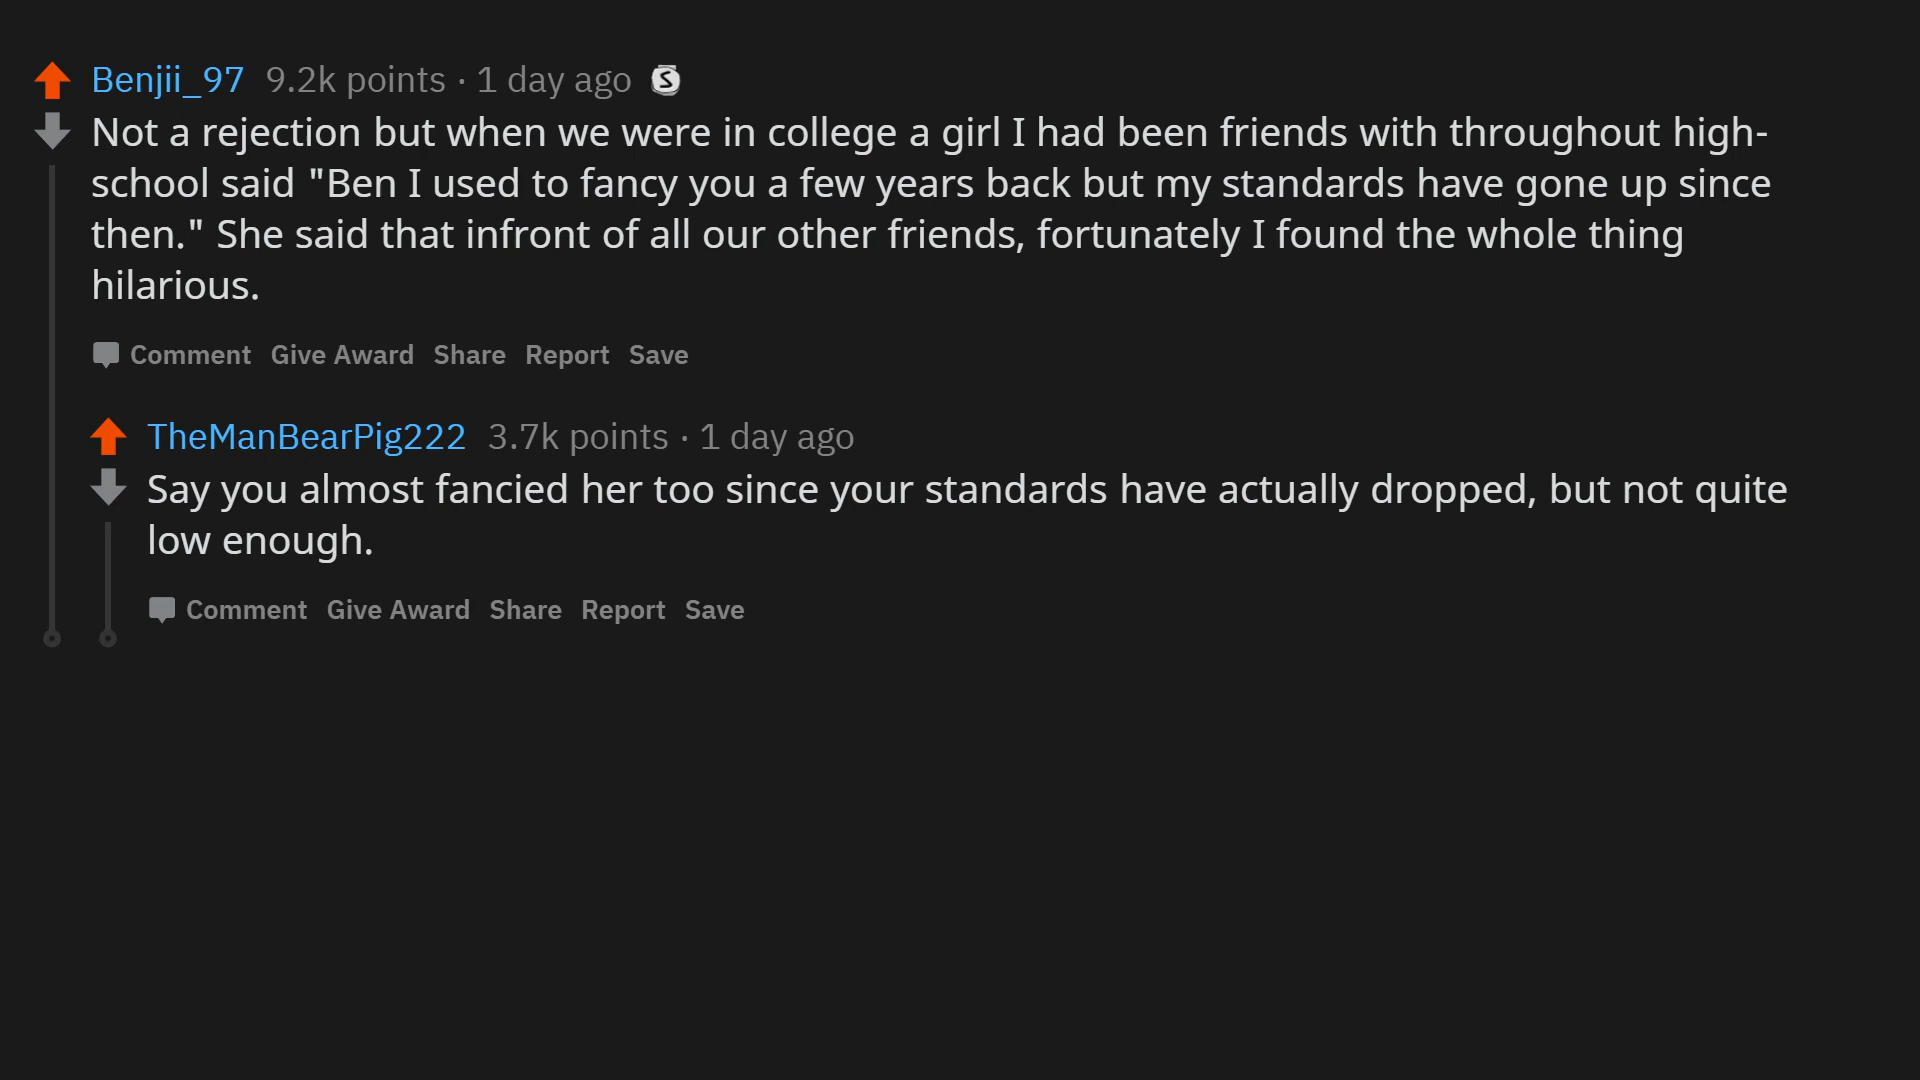 Benjii_97 9.2k points · 1 day ago S
Not a rejection but when we were in college a girl I had been friends with throughout high-
school said "Ben I used to fancy you a few years back but my standards have gone up since
then." She said that infront of all our other friends, fortunately I found the whole thing
hilarious.
Comment Give Award Share Report Save
TheManBearPig222 3.7k points · 1 day ago
Say you almost fancied her too since your standards have actually dropped, but not quite
low enough.
Comment Give Award Share Report Save